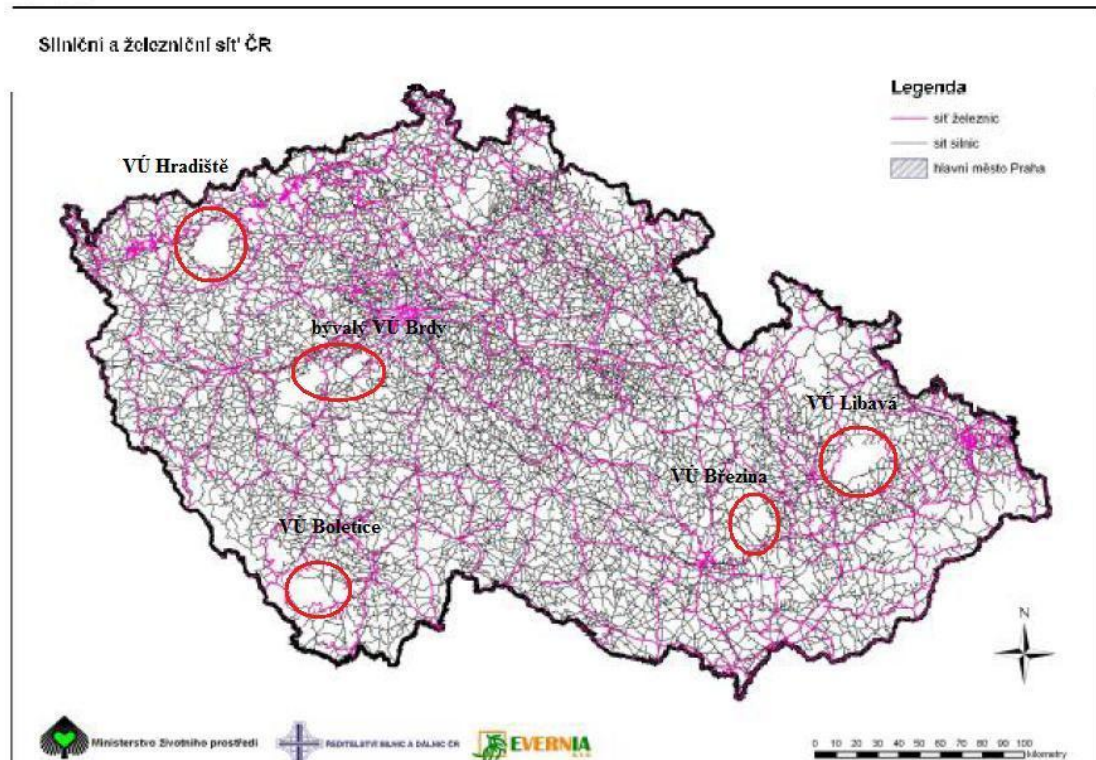 Silniční a železniční síť ČR
Legenda
síť železnic
síť silnic
hlavní město Praha
VÚ Hradiště
bývalý VÚ Brdy
VÚ Libavá
VÚ Březina
VÚ Boletice
N
Ministerstvo životního prostředí
ŘEDITELSTVÍ SILNIC A DÁLNIC ČR
EVERNIA
s.r.o.
0 10 20 30 40 50 60 70 80 90 100
kilometry